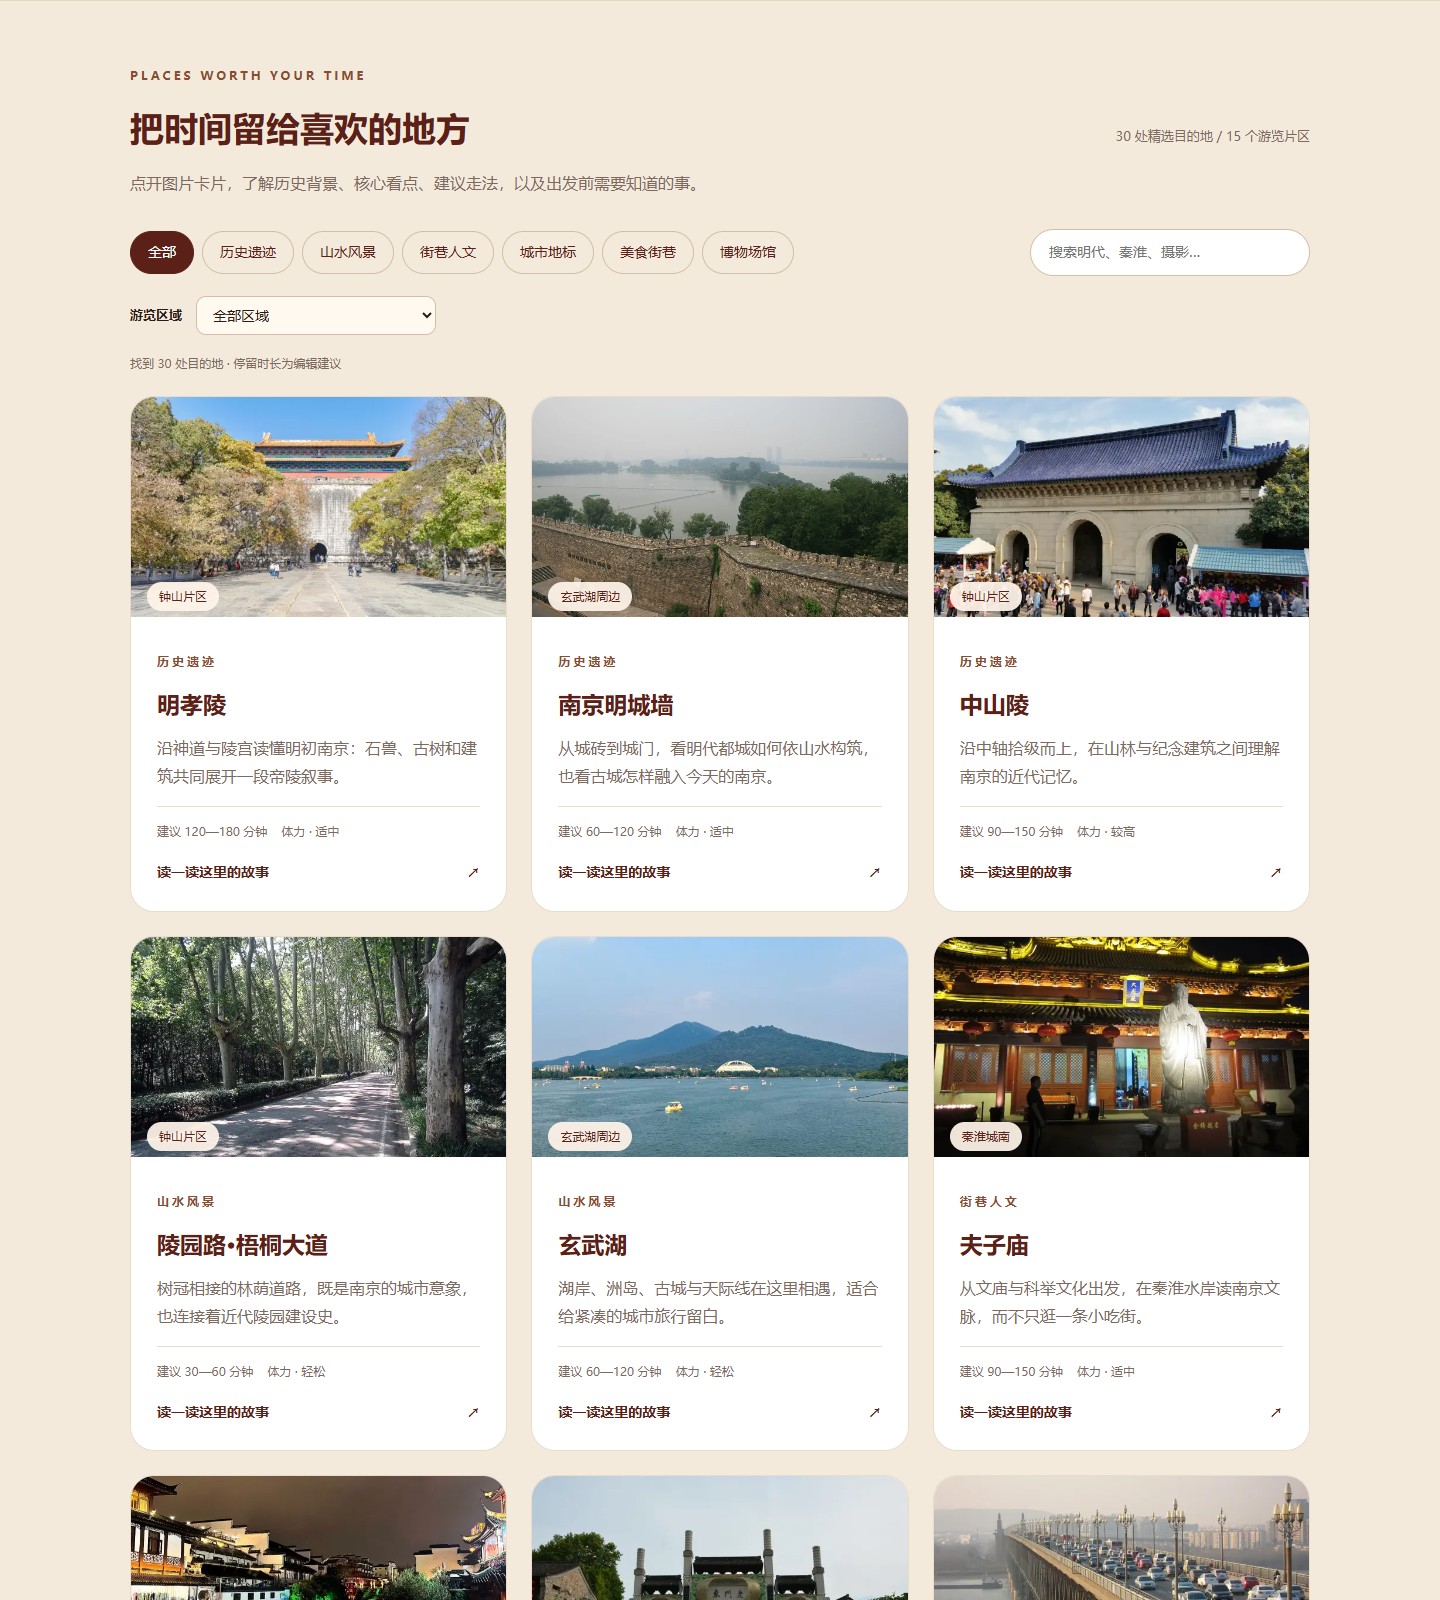 PLACES WORTH YOUR TIME
把时间留给喜欢的地方
30 处精选目的地 / 15 个游览片区
点开图片卡片，了解历史背景、核心看点、建议走法，以及出发前需要知道的事。
全部 历史遗迹 山水风景 街巷人文 城市地标 美食街巷 博物场馆
搜索明代、秦淮、摄影…
游览区域 全部区域
找到 30 处目的地 · 停留时长为编辑建议
钟山片区
历史遗迹
明孝陵
沿神道与陵宫读懂明初南京：石兽、古树和建
筑共同展开一段帝陵叙事。
建议 120—180 分钟 体力 · 适中
读一读这里的故事 ↗
玄武湖周边
历史遗迹
南京明城墙
从城砖到城门，看明代都城如何依山水构筑，
也看古城怎样融入今天的南京。
建议 60—120 分钟 体力 · 适中
读一读这里的故事 ↗
钟山片区
历史遗迹
中山陵
沿中轴拾级而上，在山林与纪念建筑之间理解
南京的近代记忆。
建议 90—150 分钟 体力 · 较高
读一读这里的故事 ↗
钟山片区
山水风景
陵园路•梧桐大道
树冠相接的林荫道路，既是南京的城市意象，
也连接着近代陵园建设史。
建议 30—60 分钟 体力 · 轻松
读一读这里的故事 ↗
玄武湖周边
山水风景
玄武湖
湖岸、洲岛、古城与天际线在这里相遇，适合
给紧凑的城市旅行留白。
建议 60—120 分钟 体力 · 轻松
读一读这里的故事 ↗
秦淮城南
街巷人文
夫子庙
从文庙与科举文化出发，在秦淮水岸读南京文
脉，而不只逛一条小吃街。
建议 90—150 分钟 体力 · 适中
读一读这里的故事 ↗